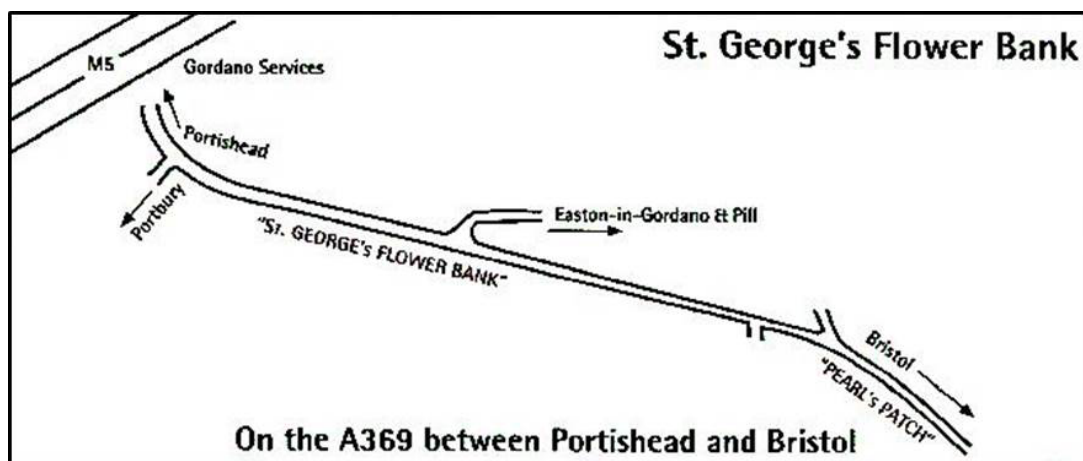 St. George's Flower Bank
M5
Gordano Services
Portishead
Portbury
"ST. GEORGE's FLOWER BANK"
Easton-in-Gordano & Pill
Bristol
"PEARL's PATCH"
On the A369 between Portishead and Bristol